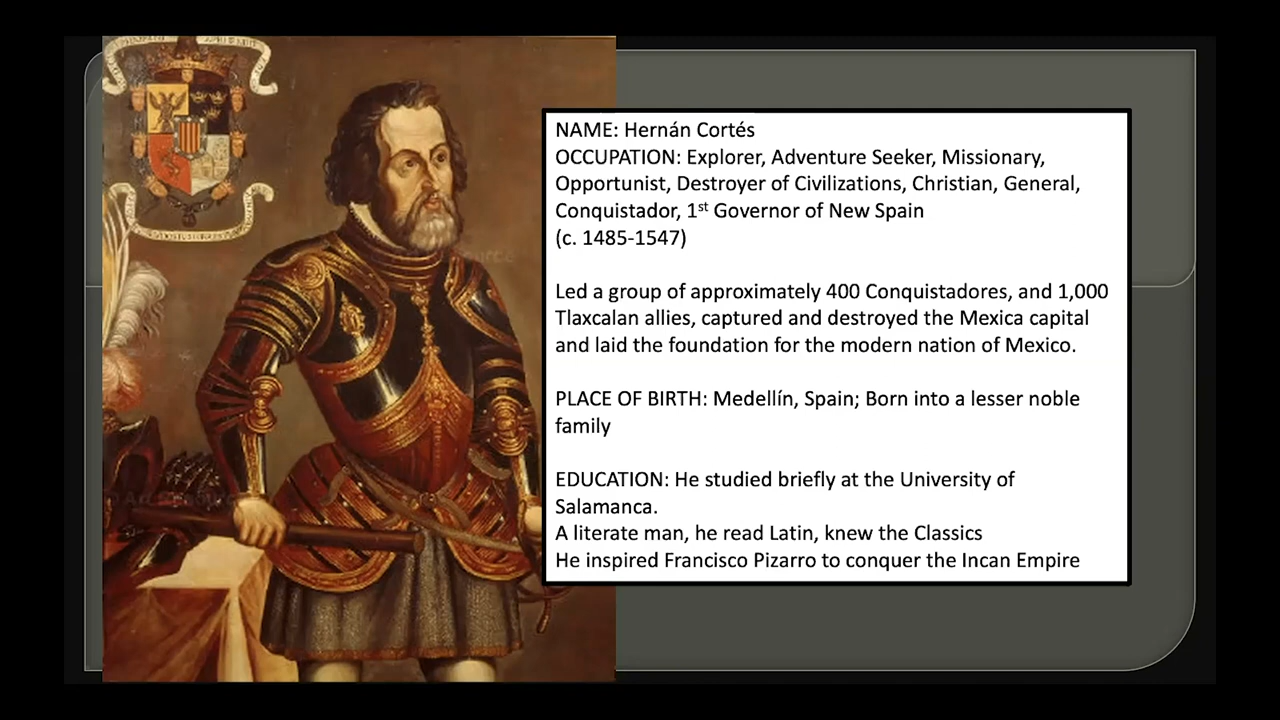 NAME: Hernán Cortés
OCCUPATION: Explorer, Adventure Seeker, Missionary,
Opportunist, Destroyer of Civilizations, Christian, General,
Conquistador, 1st Governor of New Spain
(c. 1485-1547)
Led a group of approximately 400 Conquistadores, and 1,000
Tlaxcalan allies, captured and destroyed the Mexica capital
and laid the foundation for the modern nation of Mexico.
PLACE OF BIRTH: Medellín, Spain; Born into a lesser noble
family
EDUCATION: He studied briefly at the University of
Salamanca.
A literate man, he read Latin, knew the Classics
He inspired Francisco Pizarro to conquer the Incan Empire